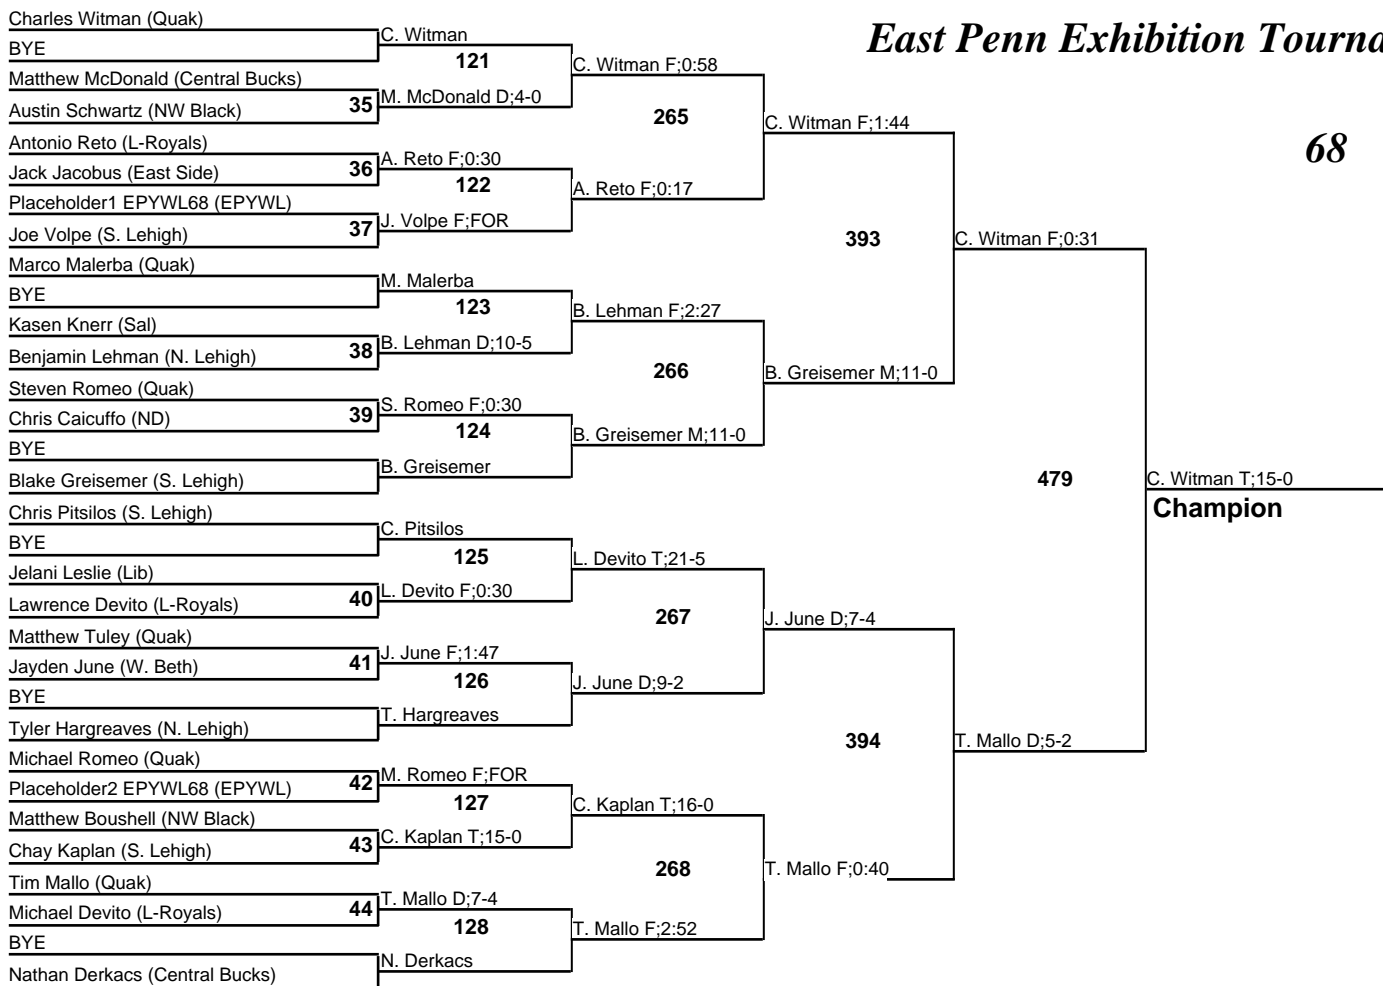 East Penn Exhibition Tourna
68
Charles Witman (Quak)
BYE
Matthew McDonald (Central Bucks)
Austin Schwartz (NW Black)
35
Antonio Reto (L-Royals)
Jack Jacobus (East Side)
36
Placeholder1 EPYWL68 (EPYWL)
Joe Volpe (S. Lehigh)
37
Marco Malerba (Quak)
BYE
Kasen Knerr (Sal)
Benjamin Lehman (N. Lehigh)
38
Steven Romeo (Quak)
Chris Caicuffo (ND)
39
BYE
Blake Greisemer (S. Lehigh)
Chris Pitsilos (S. Lehigh)
BYE
Jelani Leslie (Lib)
Lawrence Devito (L-Royals)
40
Matthew Tuley (Quak)
Jayden June (W. Beth)
41
BYE
Tyler Hargreaves (N. Lehigh)
Michael Romeo (Quak)
Placeholder2 EPYWL68 (EPYWL)
42
Matthew Boushell (NW Black)
Chay Kaplan (S. Lehigh)
43
Tim Mallo (Quak)
Michael Devito (L-Royals)
44
BYE
Nathan Derkacs (Central Bucks)
C. Witman
121
M. McDonald D;4-0
A. Reto F;0:30
122
J. Volpe F;FOR
M. Malerba
123
B. Lehman D;10-5
S. Romeo F;0:30
124
B. Greisemer
C. Pitsilos
125
L. Devito F;0:30
J. June F;1:47
126
T. Hargreaves
M. Romeo F;FOR
127
C. Kaplan T;15-0
T. Mallo D;7-4
128
N. Derkacs
C. Witman F;0:58
265
A. Reto F;0:17
B. Lehman F;2:27
266
B. Greisemer M;11-0
L. Devito T;21-5
267
J. June D;9-2
C. Kaplan T;16-0
268
T. Mallo F;2:52
C. Witman F;1:44
393
B. Greisemer M;11-0
J. June D;7-4
394
T. Mallo F;0:40
C. Witman F;0:31
479
T. Mallo D;5-2
C. Witman T;15-0
Champion